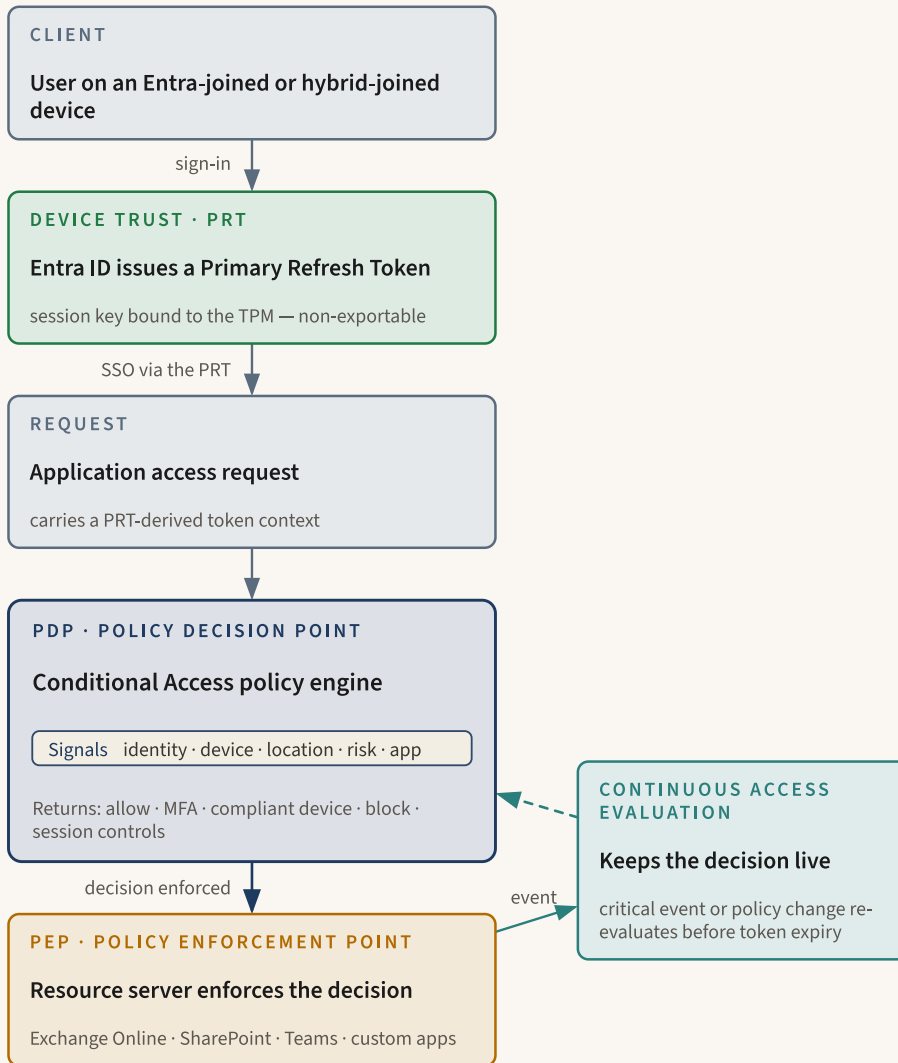 CLIENT
User on an Entra-joined or hybrid-joined
device
sign-in
DEVICE TRUST · PRT
Entra ID issues a Primary Refresh Token
session key bound to the TPM — non-exportable
SSO via the PRT
REQUEST
Application access request
carries a PRT-derived token context
PDP · POLICY DECISION POINT
Conditional Access policy engine
Signals identity · device · location · risk · app
Returns: allow · MFA · compliant device · block ·
session controls
decision enforced
CONTINUOUS ACCESS
EVALUATION
Keeps the decision live
critical event or policy change re-
evaluates before token expiry
event
PEP · POLICY ENFORCEMENT POINT
Resource server enforces the decision
Exchange Online · SharePoint · Teams · custom apps